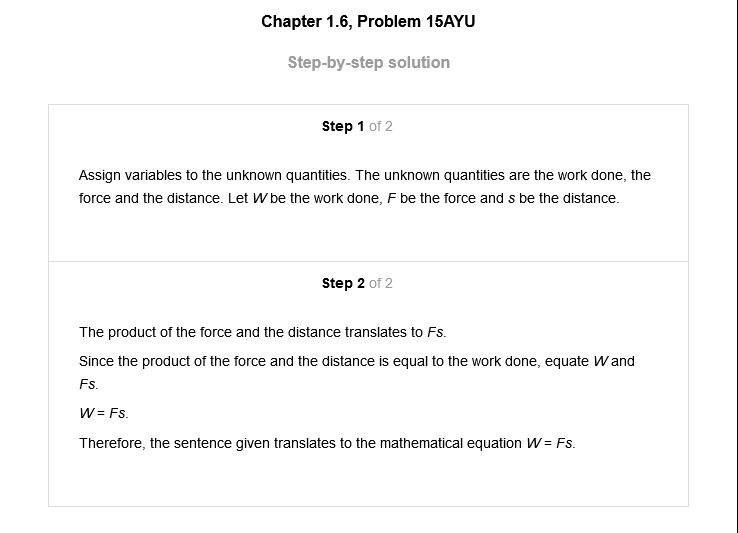 Chapter 1.6, Problem 15AYU
Step-by-step solution
Step 1 of 2
Assign variables to the unknown quantities. The unknown quantities are the work done, the
force and the distance. Let W be the work done, F be the force and s be the distance.
Step 2 of 2
The product of the force and the distance translates to Fs.
Since the product of the force and the distance is equal to the work done, equate W and
Fs.
W = Fs.
Therefore, the sentence given translates to the mathematical equation W = Fs.